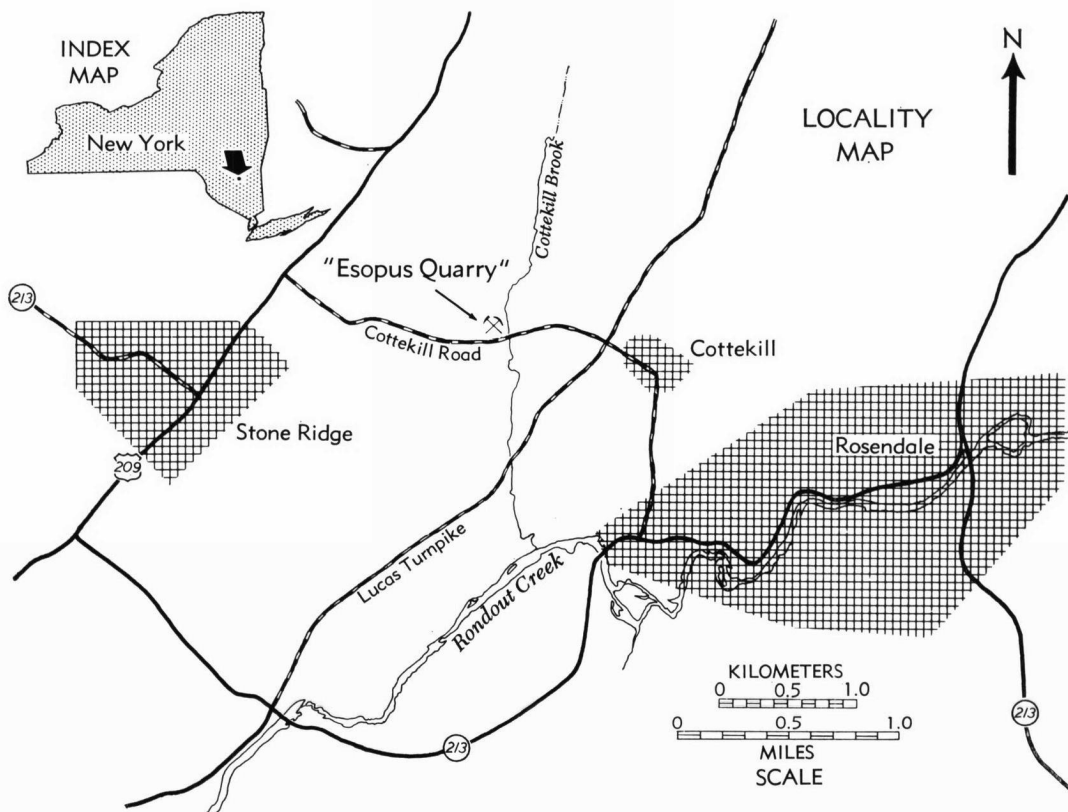 INDEX
MAP
New York
N
LOCALITY
MAP
Cottekill Brook
"Esopus Quarry"
213
Cottekill Road
Cottekill
Stone Ridge
209
Rosendale
Lucas Turnpike
Rondout Creek
KILOMETERS
0 0.5 1.0
0 0.5 1.0
MILES
SCALE
213
213